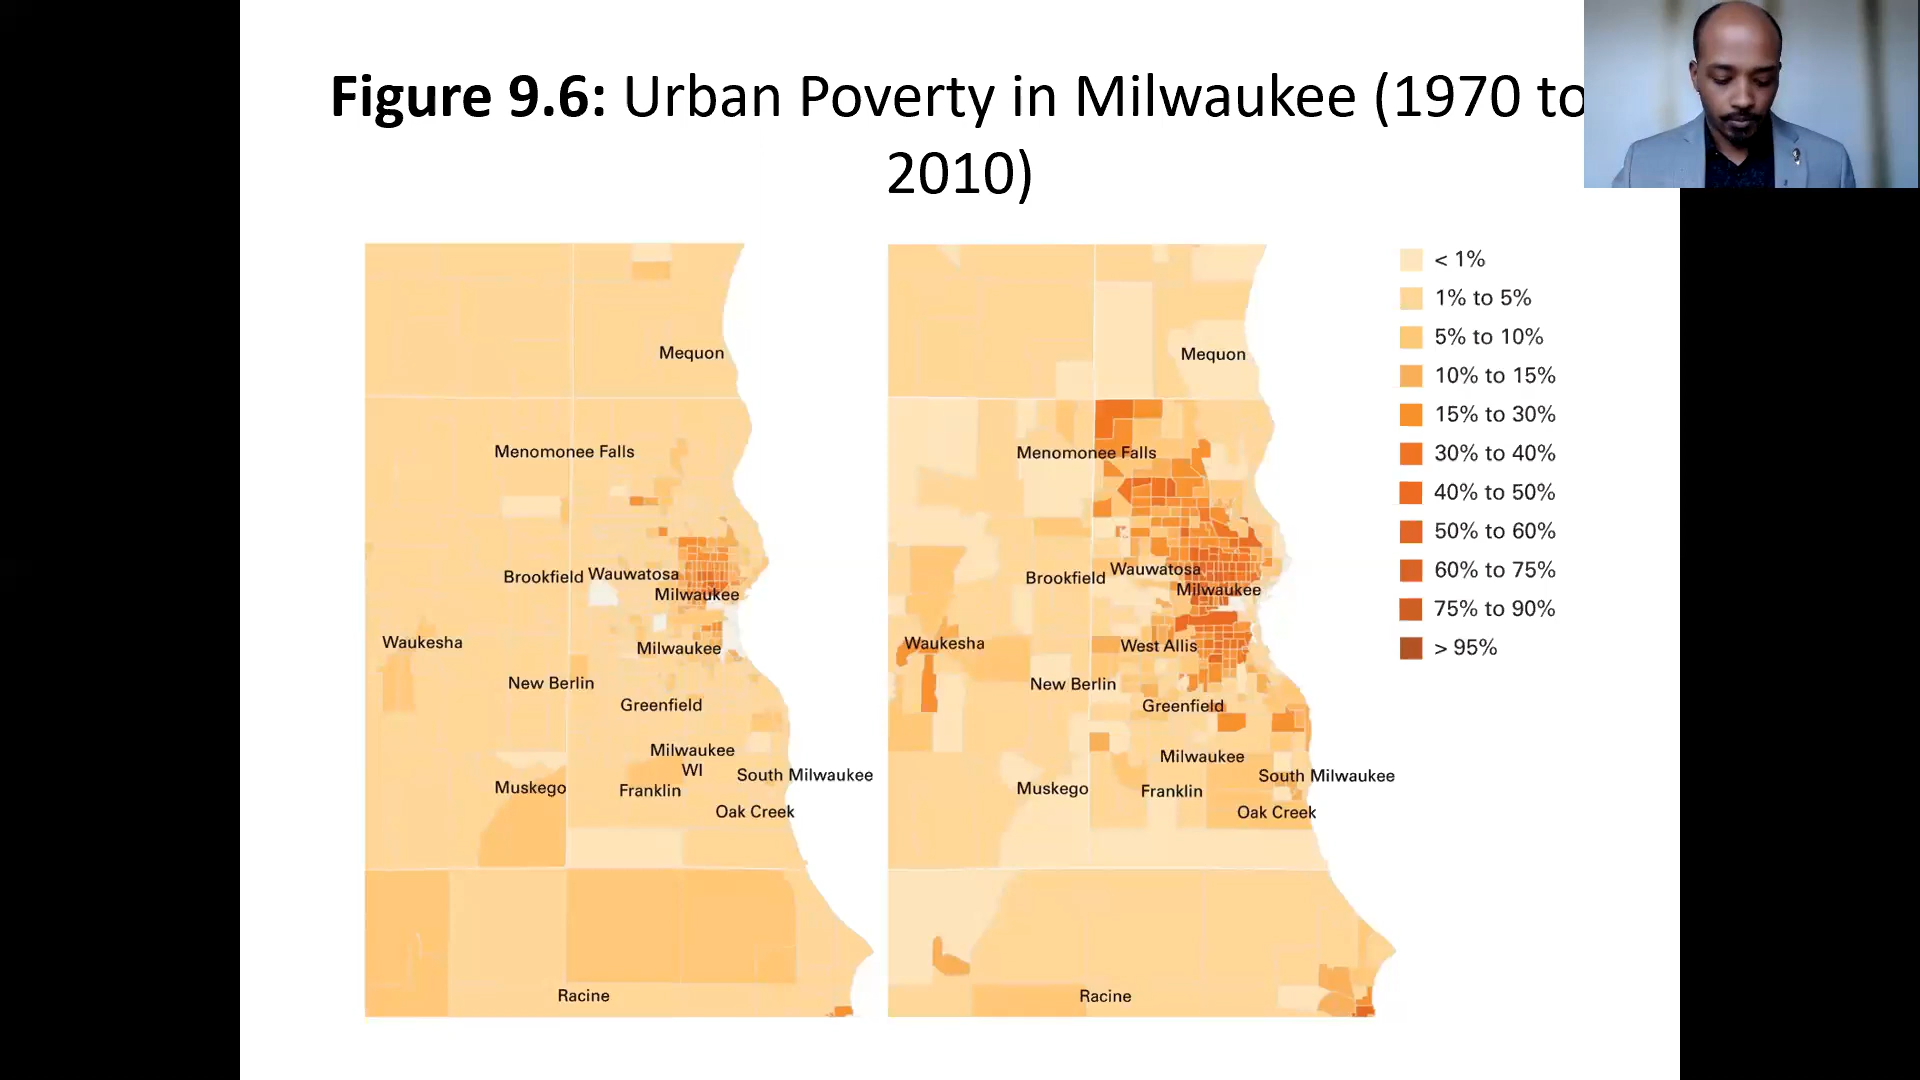 Figure 9.6: Urban Poverty in Milwaukee (1970 to
2010)
Mequon
Menomonee Falls
Brookfield
Wauwatosa
Milwaukee
Waukesha
Milwaukee
New Berlin
Greenfield
Milwaukee
WI
South Milwaukee
Muskego
Franklin
Oak Creek
Racine
Mequon
Menomonee Falls
Brookfield
Wauwatosa
Milwaukee
Waukesha
West Allis
New Berlin
Greenfield
Milwaukee
South Milwaukee
Muskego
Franklin
Oak Creek
Racine
< 1%
1% to 5%
5% to 10%
10% to 15%
15% to 30%
30% to 40%
40% to 50%
50% to 60%
60% to 75%
75% to 90%
> 95%